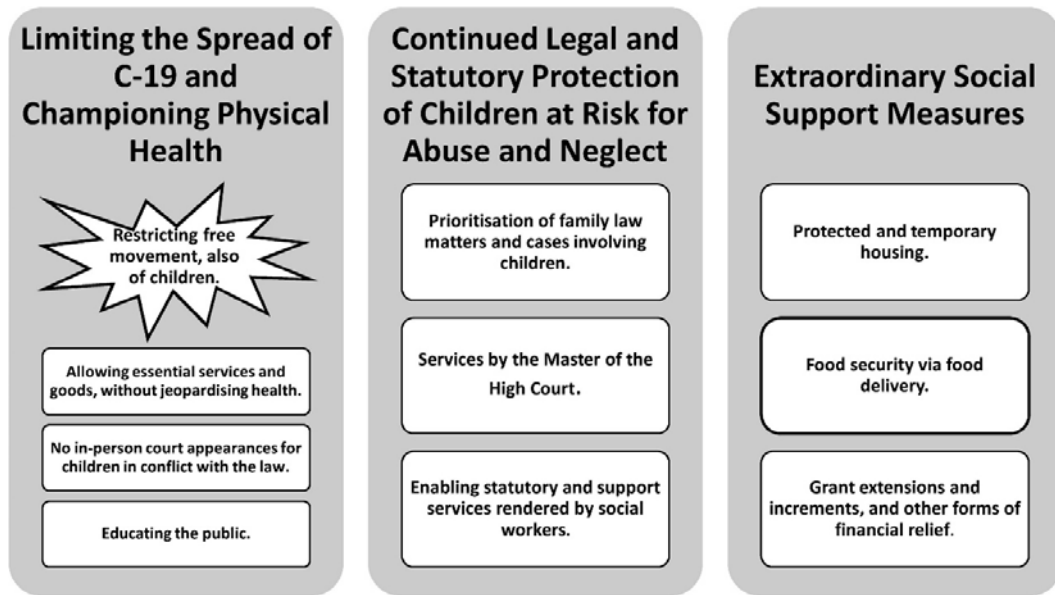 Limiting the Spread of
C-19 and
Championing Physical
Health
Restricting free
movement, also
of children.
Allowing essential services and
goods, without jeopardising health.
No in-person court appearances for
children in conflict with the law.
Educating the public.
Continued Legal and
Statutory Protection
of Children at Risk for
Abuse and Neglect
Prioritisation of family law
matters and cases involving
children.
Services by the Master of the
High Court.
Enabling statutory and support
services rendered by social
workers.
Extraordinary Social
Support Measures
Protected and temporary
housing.
Food security via food
delivery.
Grant extensions and
increments, and other forms of
financial relief.